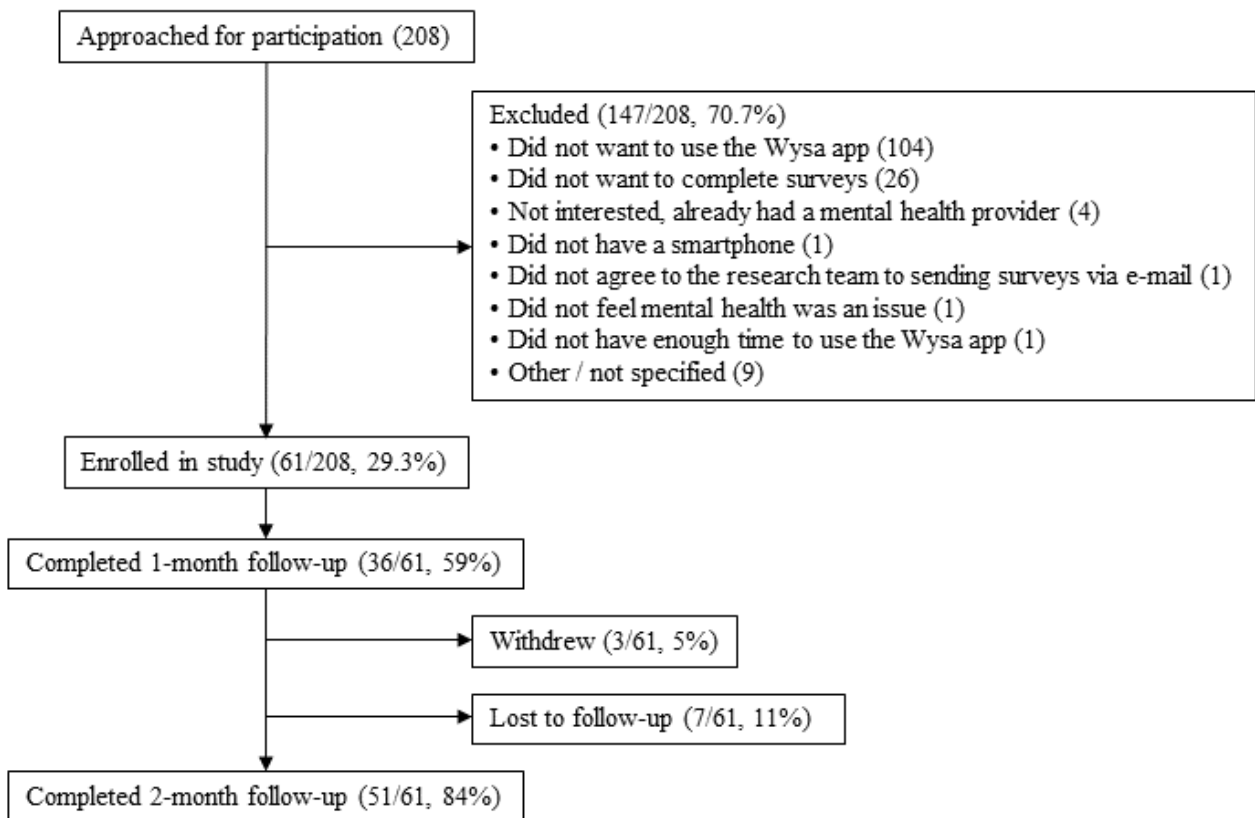 Approached for participation (208)
Excluded (147/208, 70.7%)
• Did not want to use the Wysa app (104)
• Did not want to complete surveys (26)
• Not interested, already had a mental health provider (4)
• Did not have a smartphone (1)
• Did not agree to the research team to sending surveys via e-mail (1)
• Did not feel mental health was an issue (1)
• Did not have enough time to use the Wysa app (1)
• Other / not specified (9)
Enrolled in study (61/208, 29.3%)
Completed 1-month follow-up (36/61, 59%)
Withdrew (3/61, 5%)
Lost to follow-up (7/61, 11%)
Completed 2-month follow-up (51/61, 84%)